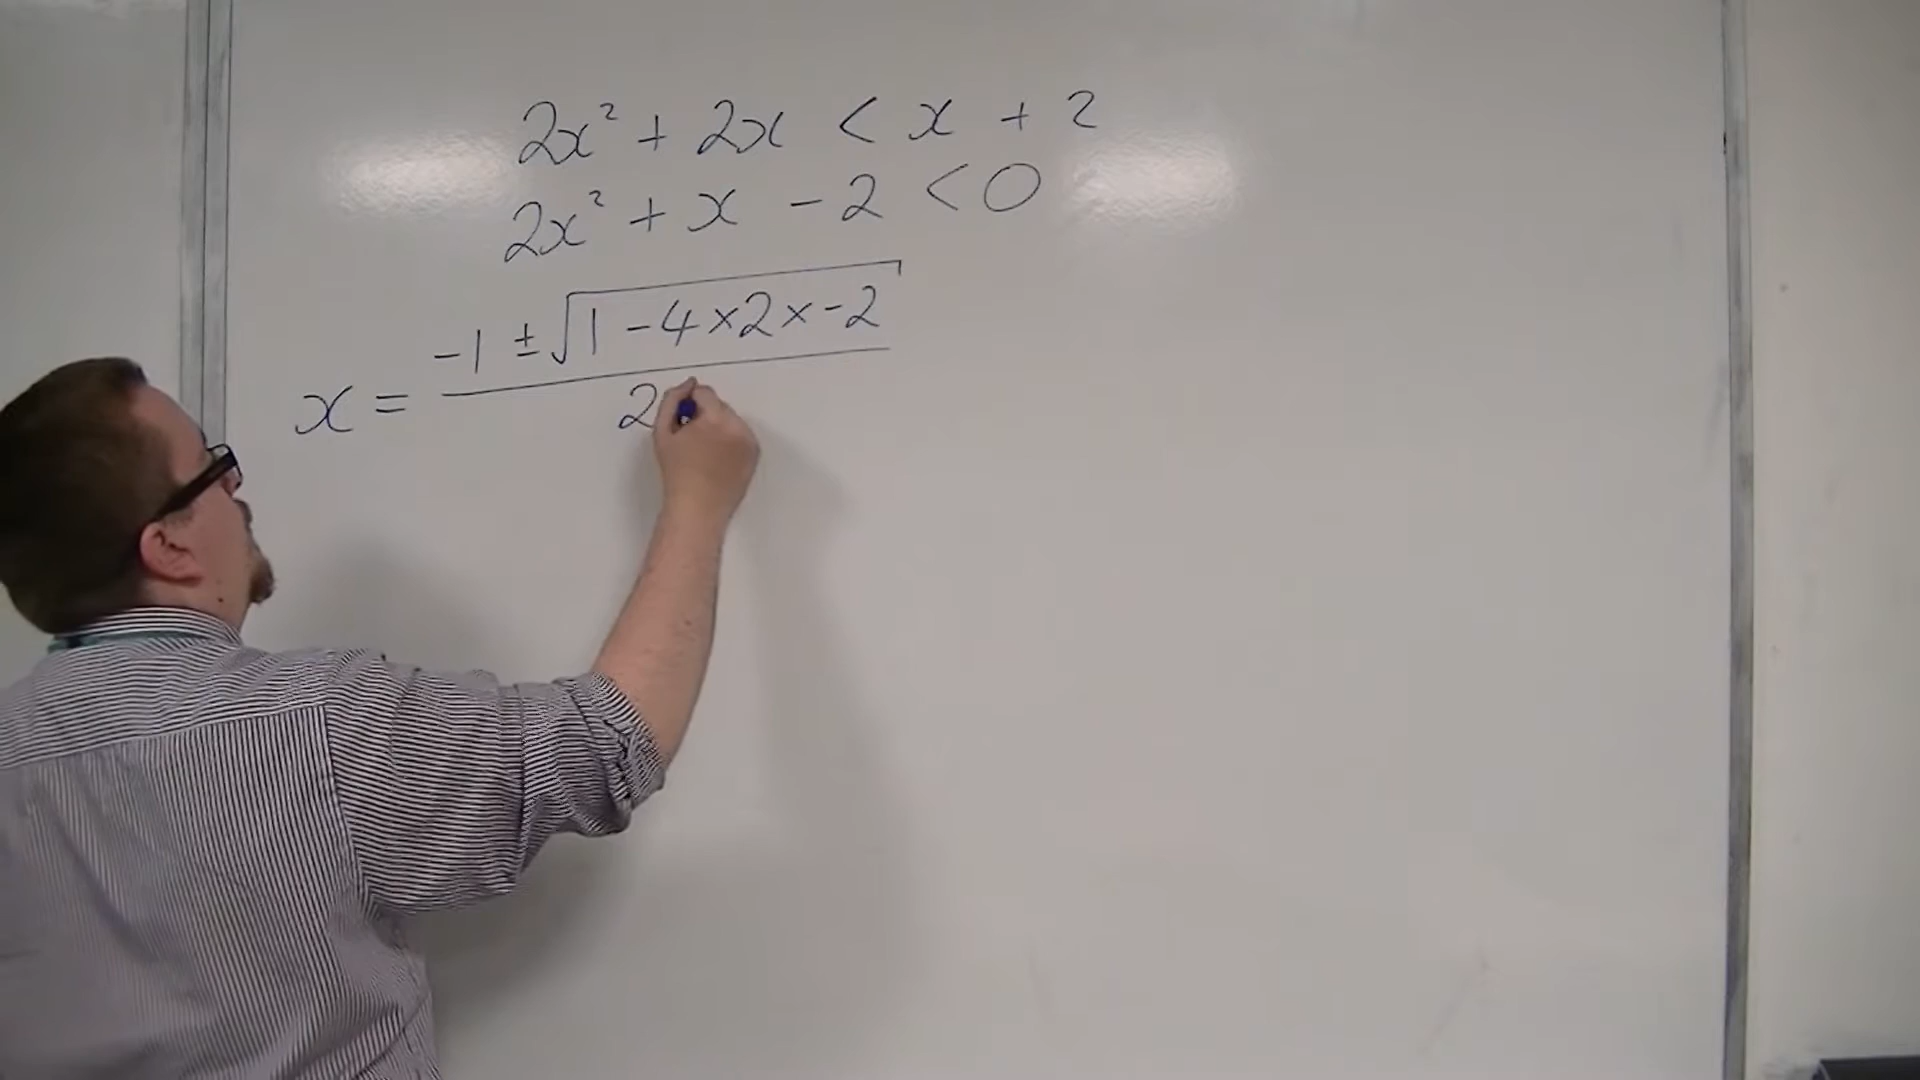 2x² + 2x < x + 2
2x² + x - 2 < 0
x = (-1 ± √(1 - 4 × 2 × -2)) / 2